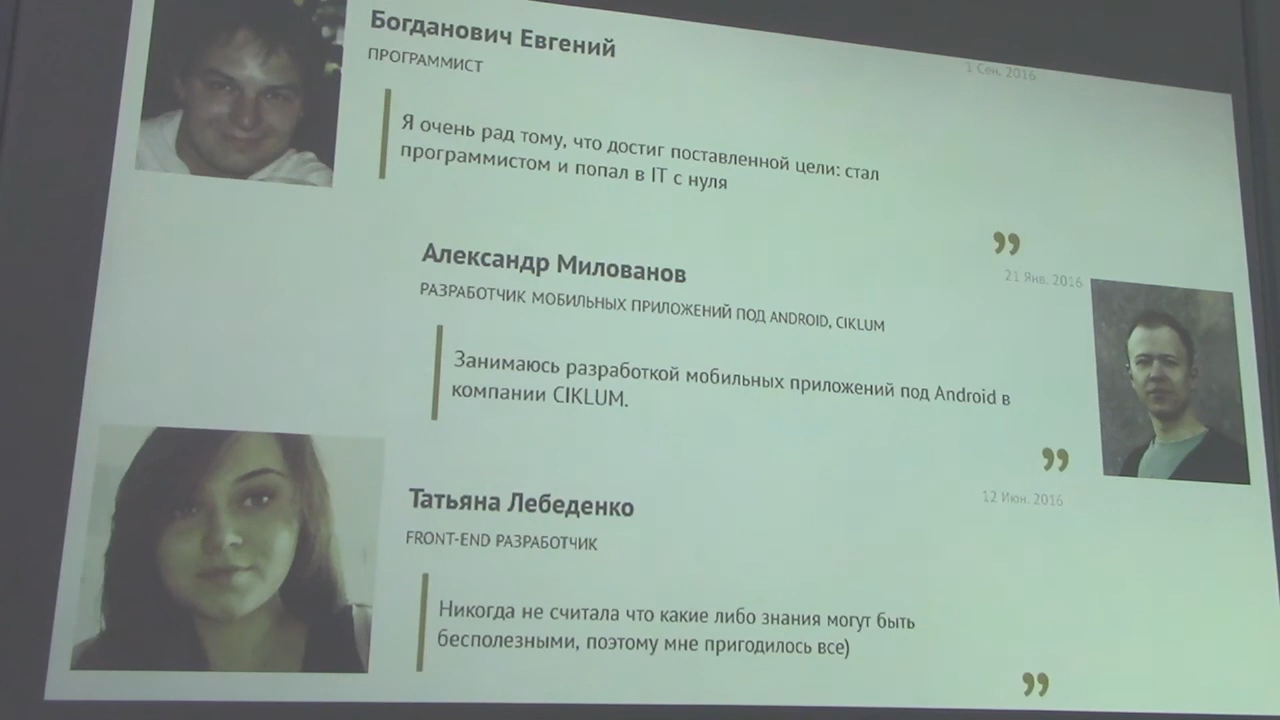 Богданович Евгений
ПРОГРАММИСТ
1 Сен. 2016
Я очень рад тому, что достиг поставленной цели: стал
программистом и попал в IT с нуля
”
Александр Милованов
21 Янв. 2016
РАЗРАБОТЧИК МОБИЛЬНЫХ ПРИЛОЖЕНИЙ ПОД ANDROID, CIKLUM
Занимаюсь разработкой мобильных приложений под Android в
компании CIKLUM.
”
Татьяна Лебеденко
12 Июн. 2016
FRONT-END РАЗРАБОТЧИК
Никогда не считала что какие либо знания могут быть
бесполезными, поэтому мне пригодилось все)
”